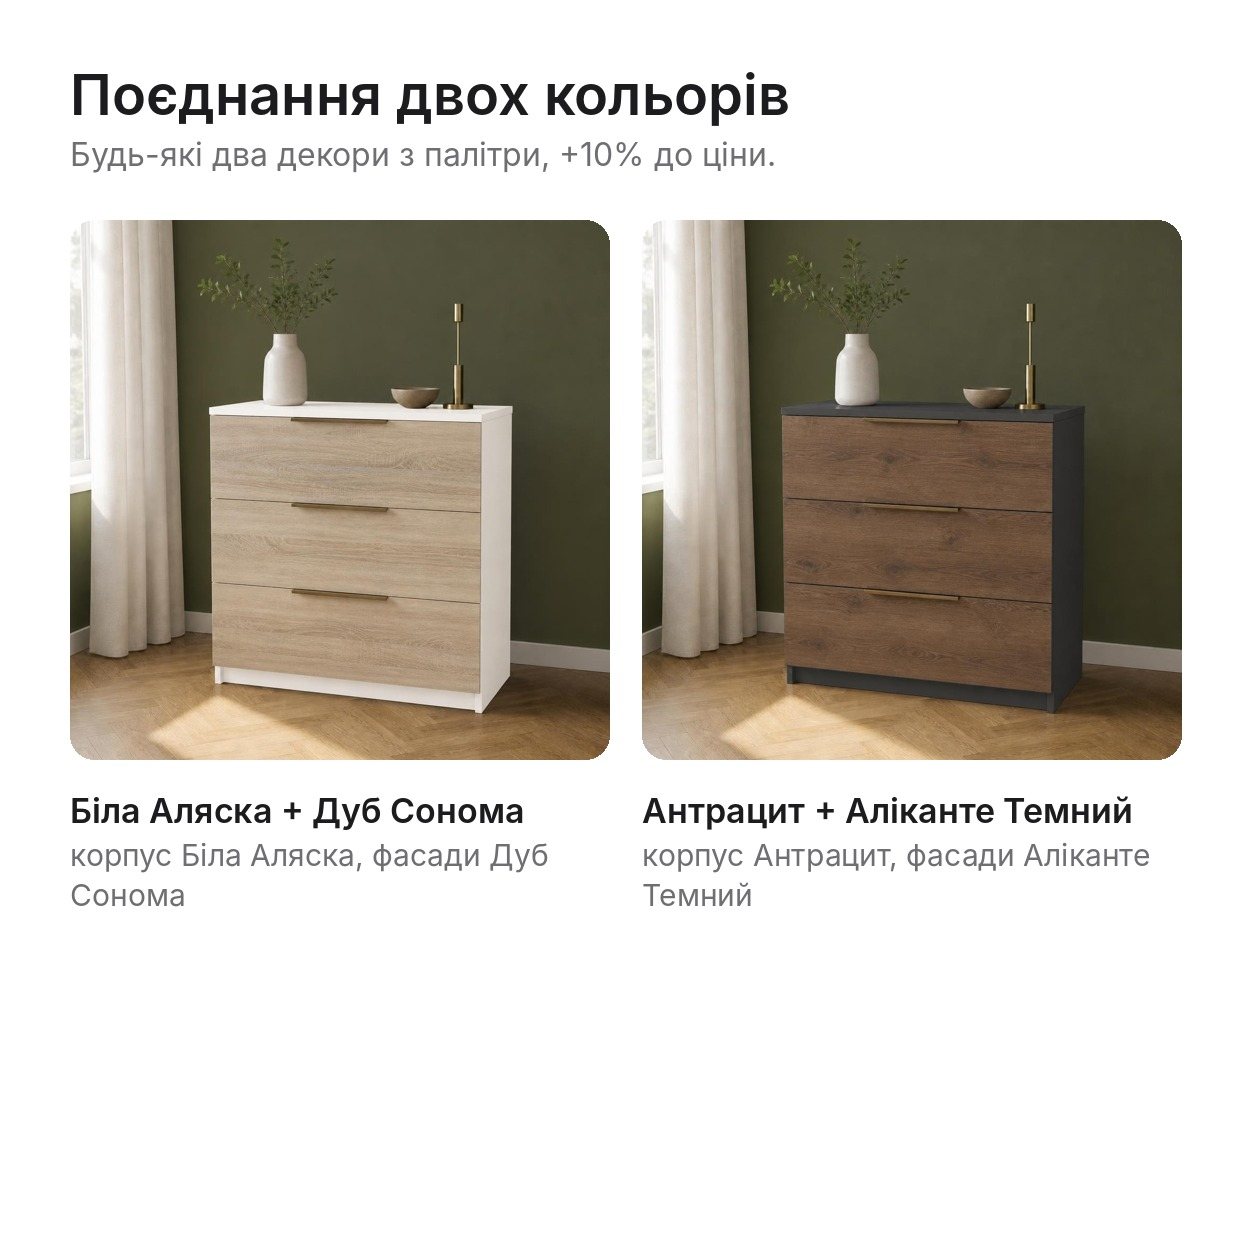 Поєднання двох кольорів
Будь-які два декори з палітри, +10% до ціни.
Біла Аляска + Дуб Сонома
корпус Біла Аляска, фасади Дуб
Сонома
Антрацит + Аліканте Темний
корпус Антрацит, фасади Аліканте
Темний